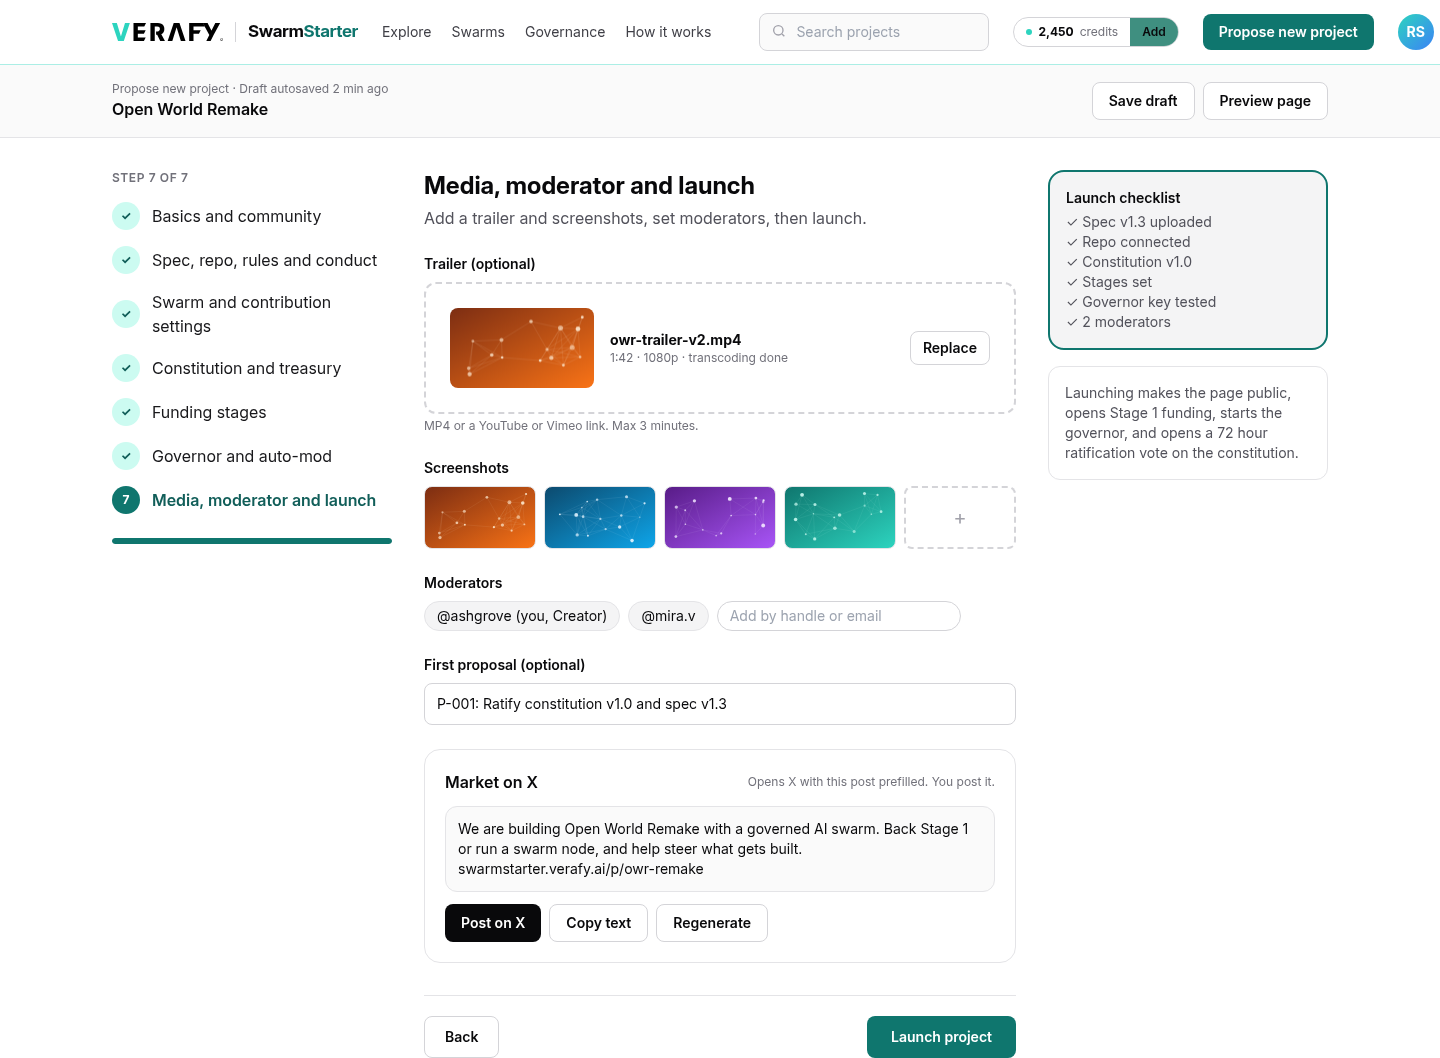 VERAFY
SwarmStarter
Explore
Swarms
Governance
How it works
Search projects
2,450 credits
Add
Propose new project
RS
Propose new project · Draft autosaved 2 min ago
Open World Remake
Save draft
Preview page
STEP 7 OF 7
Basics and community
Spec, repo, rules and conduct
Swarm and contribution
settings
Constitution and treasury
Funding stages
Governor and auto-mod
7 Media, moderator and launch
Media, moderator and launch
Add a trailer and screenshots, set moderators, then launch.
Trailer (optional)
owr-trailer-v2.mp4
1:42 · 1080p · transcoding done
Replace
MP4 or a YouTube or Vimeo link. Max 3 minutes.
Screenshots
+
Moderators
@ashgrove (you, Creator)
@mira.v
Add by handle or email
First proposal (optional)
P-001: Ratify constitution v1.0 and spec v1.3
Market on X
Opens X with this post prefilled. You post it.
We are building Open World Remake with a governed AI swarm. Back Stage 1
or run a swarm node, and help steer what gets built.
swarmstarter.verafy.ai/p/owr-remake
Post on X
Copy text
Regenerate
Back
Launch project
Launch checklist
✓ Spec v1.3 uploaded
✓ Repo connected
✓ Constitution v1.0
✓ Stages set
✓ Governor key tested
✓ 2 moderators
Launching makes the page public,
opens Stage 1 funding, starts the
governor, and opens a 72 hour
ratification vote on the constitution.